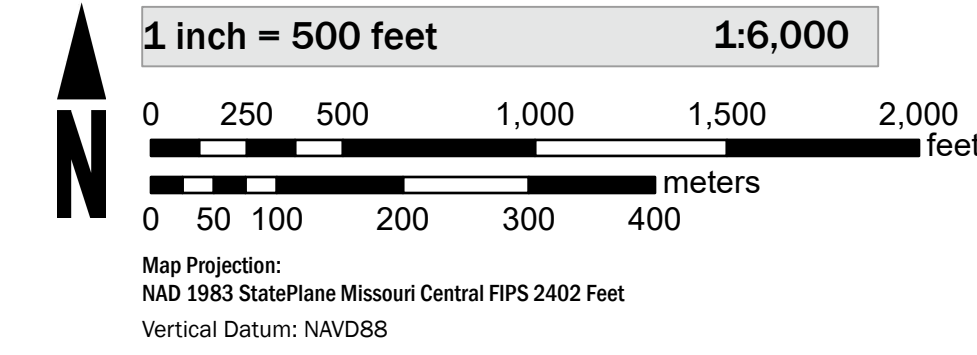 1 inch = 500 feet 1:6,000
0 250 500 1,000 1,500 2,000
feet
N
meters
0 50 100 200 300 400
Map Projection:
NAD 1983 StatePlane Missouri Central FIPS 2402 Feet
Vertical Datum: NAVD88